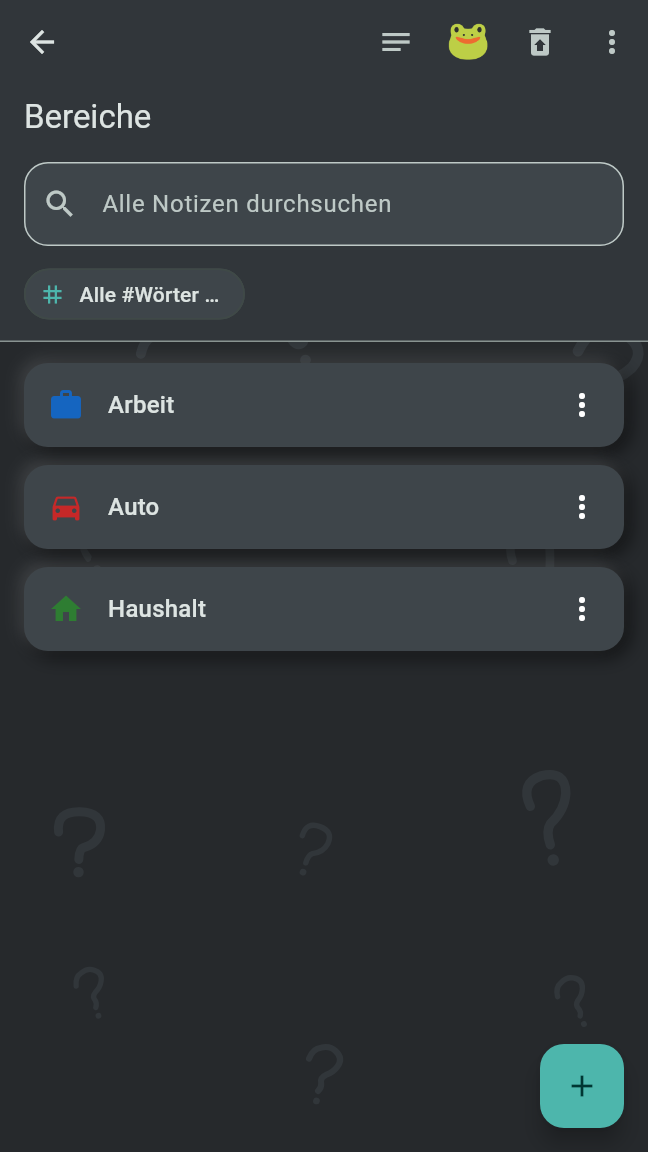 Bereiche
Alle Notizen durchsuchen
Alle #Wörter ...
Arbeit
Auto
Haushalt